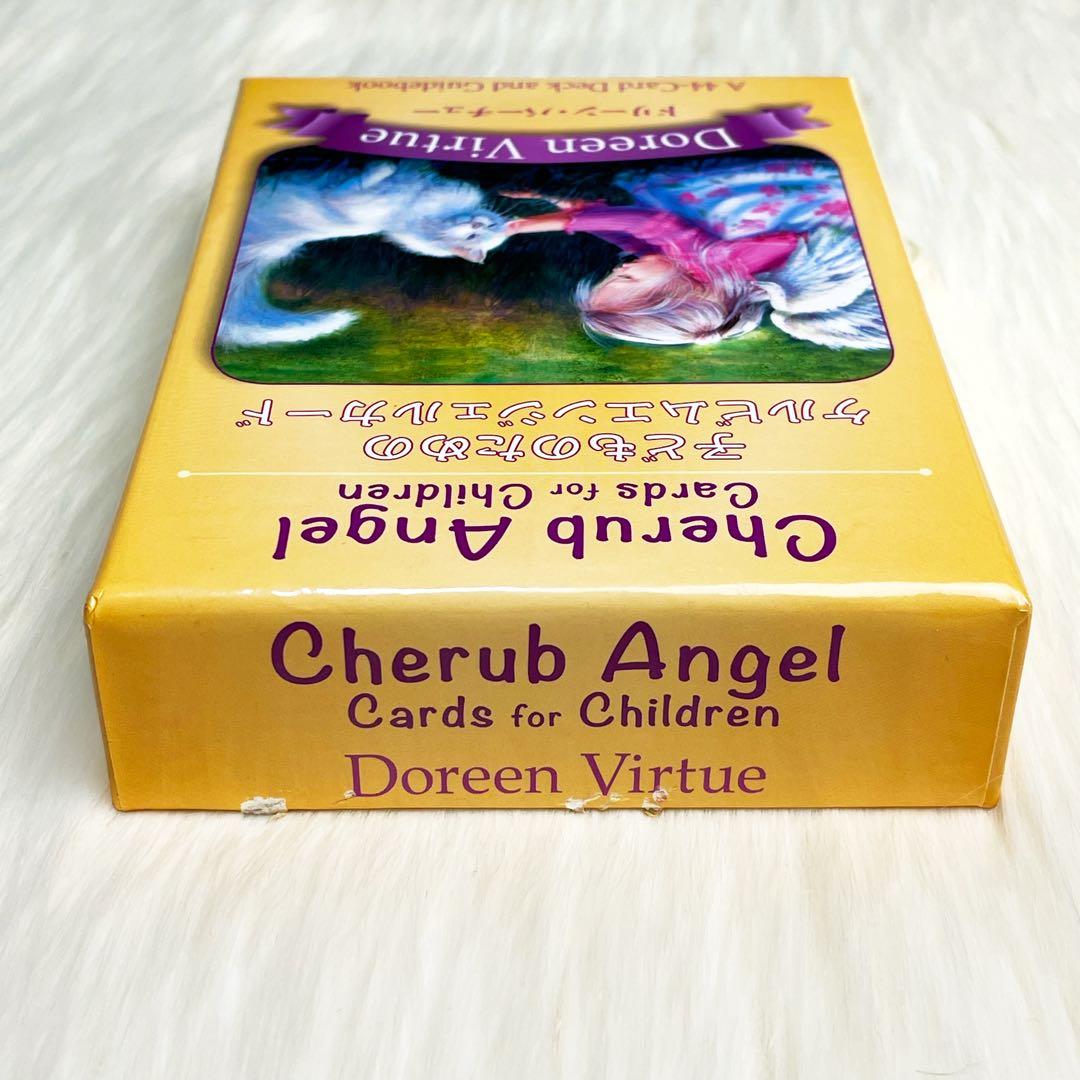 Cherub Angel
Cards for Children
子どものための
ケルビムエンジェルカード
Doreen Virtue
ドリーン・バーチュー
A 44-Card Deck and Guidebook
Cherub Angel
Cards for Children
Doreen Virtue